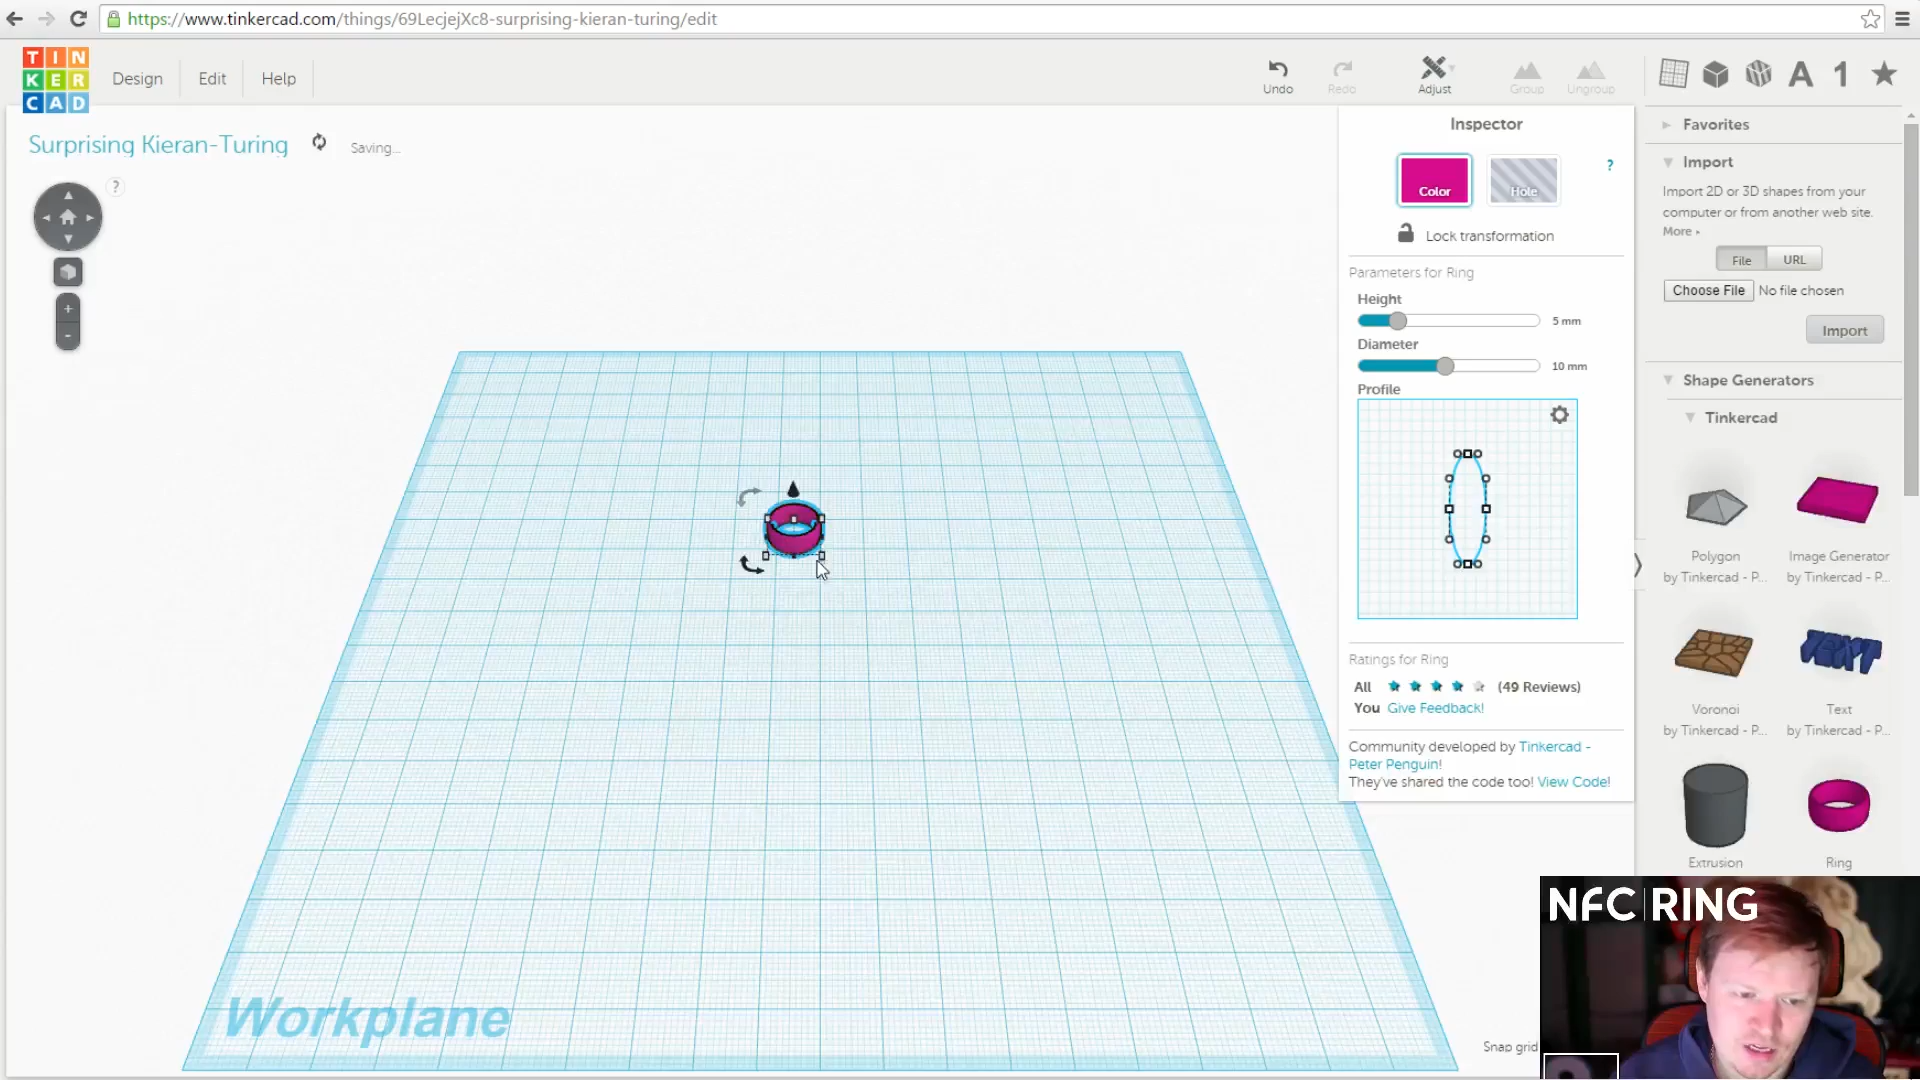 https://www.tinkercad.com/things/69LecjejXc8-surprising-kieran-turing/edit
TIN
KER
CAD
Design
Edit
Help
Undo
Redo
Adjust
Group
Ungroup
A
1
Surprising Kieran-Turing
Saving...
?
+
-
Inspector
Color
Hole
?
Lock transformation
Parameters for Ring
Height
5 mm
Diameter
10 mm
Profile
Ratings for Ring
All
(49 Reviews)
You Give Feedback!
Community developed by Tinkercad -
Peter Penguin!
They've shared the code too! View Code!
Favorites
Import
Import 2D or 3D shapes from your
computer or from another web site.
More
File
URL
Choose File No file chosen
Import
Shape Generators
Tinkercad
Polygon
by Tinkercad - P...
Image Generator
by Tinkercad - P...
Voronoi
by Tinkercad - P...
TEXT
Text
by Tinkercad - P...
Extrusion
Ring
Workplane
Snap grid
NFC|RING